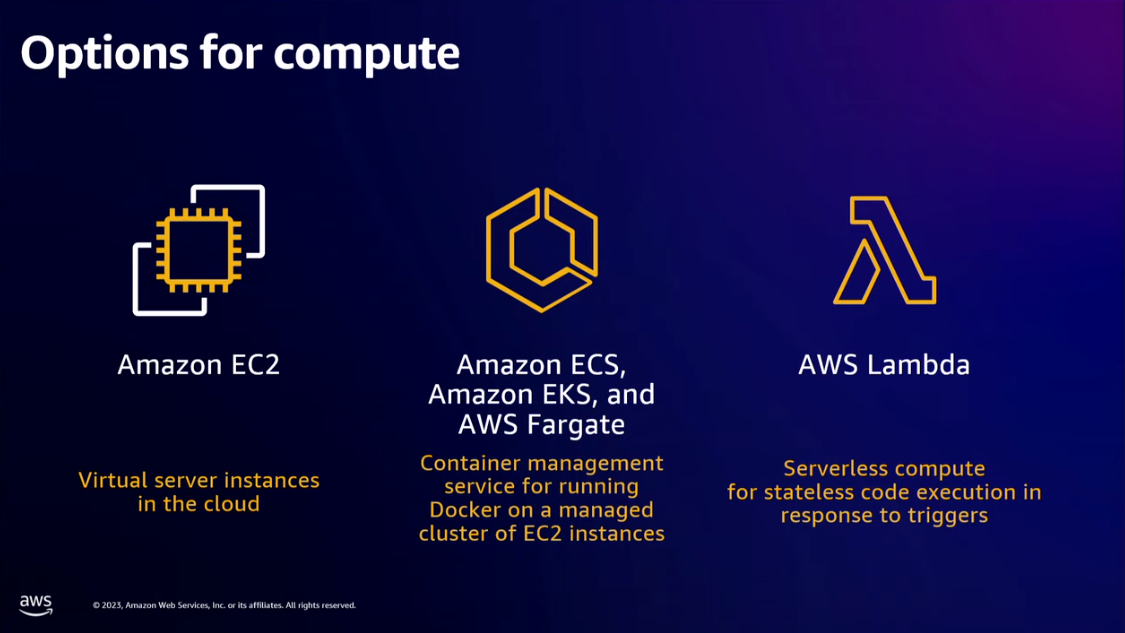 Options for compute
Amazon EC2
Virtual server instances
in the cloud
Amazon ECS,
Amazon EKS, and
AWS Fargate
Container management
service for running
Docker on a managed
cluster of EC2 instances
AWS Lambda
Serverless compute
for stateless code execution in
response to triggers
aws
© 2023, Amazon Web Services, Inc. or its affiliates. All rights reserved.